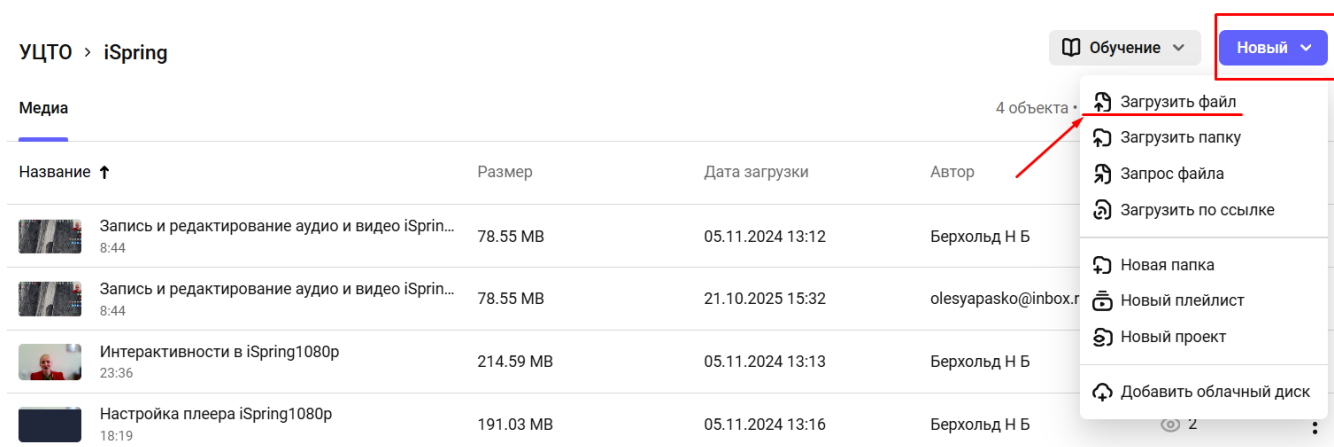 УЦТО > iSpring
Обучение
Новый
Медиа
4 объекта •
Загрузить файл
Загрузить папку
Запрос файла
Загрузить по ссылке
Новая папка
Новый плейлист
Новый проект
Добавить облачный диск
Название ↑ Размер Дата загрузки Автор
Запись и редактирование аудио и видео iSprin... 78.55 MB 05.11.2024 13:12 Берхольд Н Б
8:44
Запись и редактирование аудио и видео iSprin... 78.55 MB 21.10.2025 15:32 olesyapasko@inbox.r
8:44
Интерактивности в iSpring1080p 214.59 MB 05.11.2024 13:13 Берхольд Н Б
23:36
Настройка плеера iSpring1080p 191.03 MB 05.11.2024 13:16 Берхольд Н Б 2
18:19